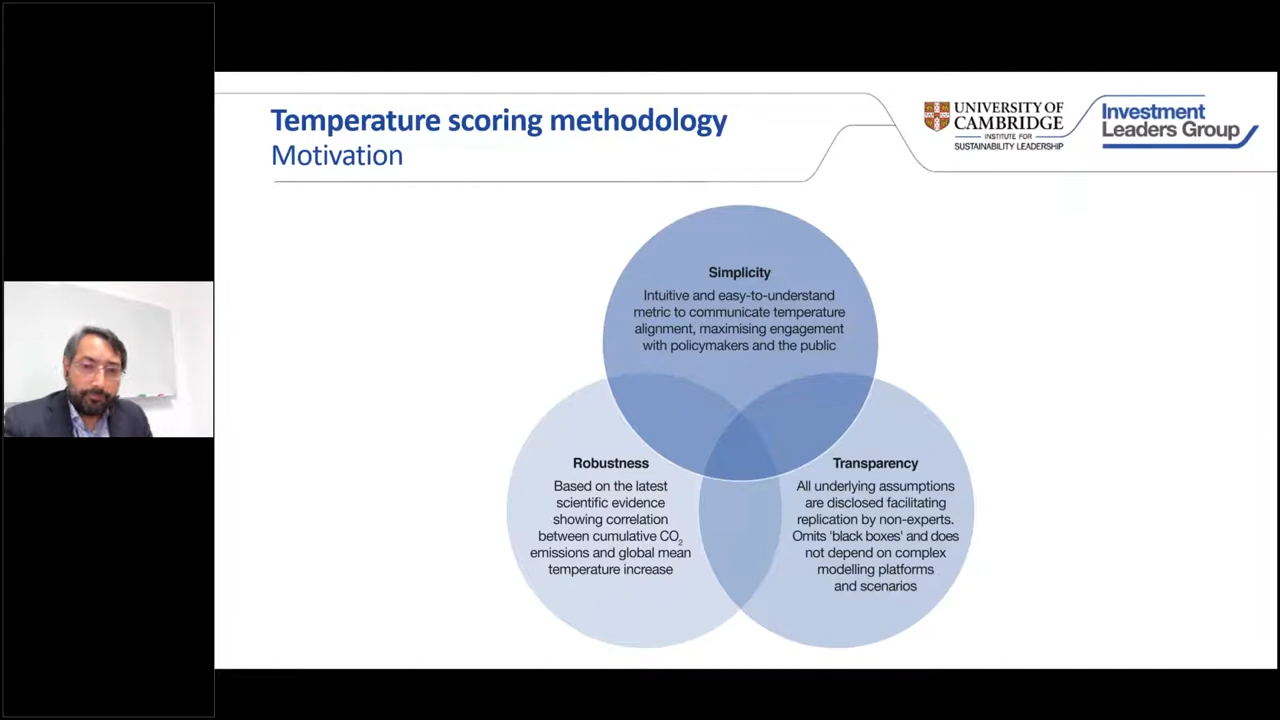 Temperature scoring methodology
Motivation
UNIVERSITY OF
CAMBRIDGE
INSTITUTE FOR
SUSTAINABILITY LEADERSHIP
Investment
Leaders Group
Simplicity
Intuitive and easy-to-understand
metric to communicate temperature
alignment, maximising engagement
with policymakers and the public
Robustness
Based on the latest
scientific evidence
showing correlation
between cumulative CO₂
emissions and global mean
temperature increase
Transparency
All underlying assumptions
are disclosed facilitating
replication by non-experts.
Omits 'black boxes' and does
not depend on complex
modelling platforms
and scenarios